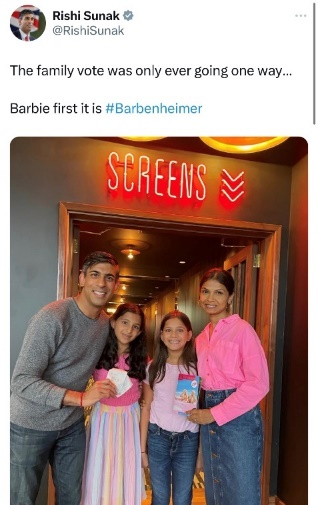 Rishi Sunak
@RishiSunak
The family vote was only ever going one way...
Barbie first it is #Barbenheimer
SCREENS